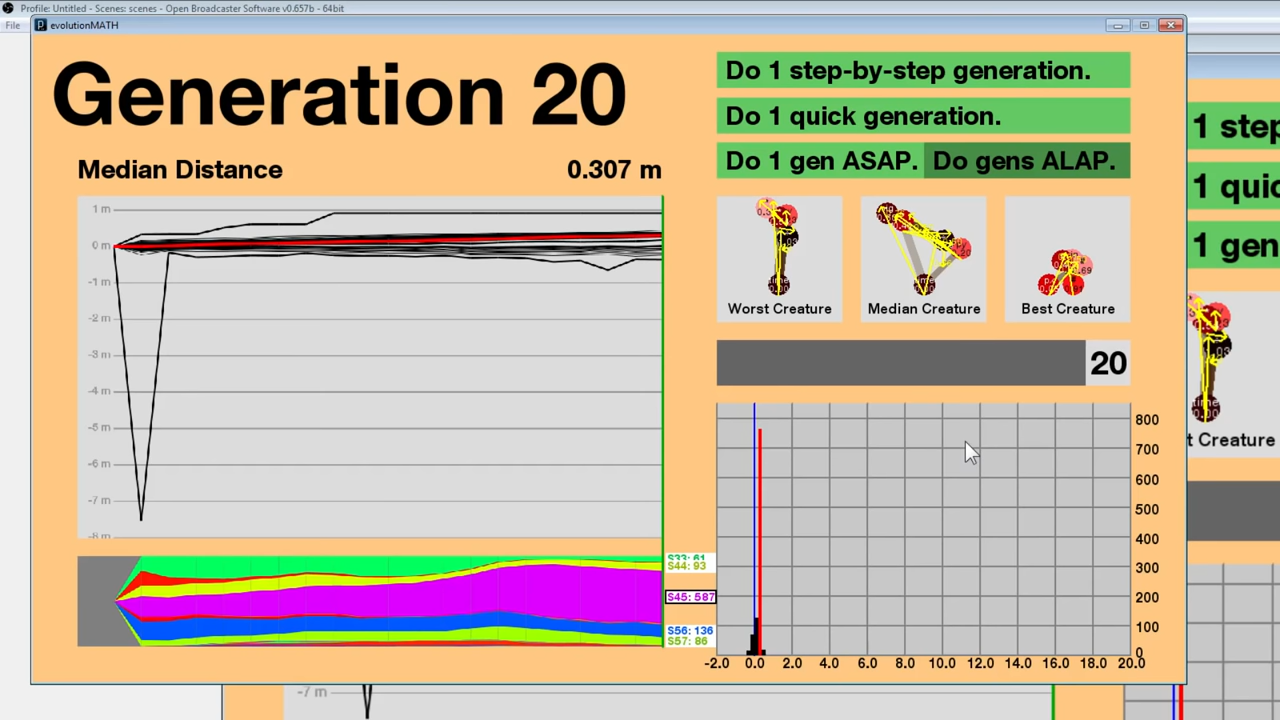 Profile: Untitled - Scenes: scenes - Open Broadcaster Software v0.657b - 64bit
File
evolutionMATH
Generation 20
Do 1 step-by-step generation.
Do 1 quick generation.
Do 1 gen ASAP. Do gens ALAP.
Median Distance 0.307 m
1 m
0 m
-1 m
-2 m
-3 m
-4 m
-5 m
-6 m
-7 m
-8 m
Worst Creature
Median Creature
Best Creature
20
S33: 61
S44: 93
S45: 587
S56: 136
S57: 86
800
700
600
500
400
300
200
100
0
-2.0 0.0 2.0 4.0 6.0 8.0 10.0 12.0 14.0 16.0 18.0 20.0
1 step
1 quic
1 gen
t Creature
-7 m